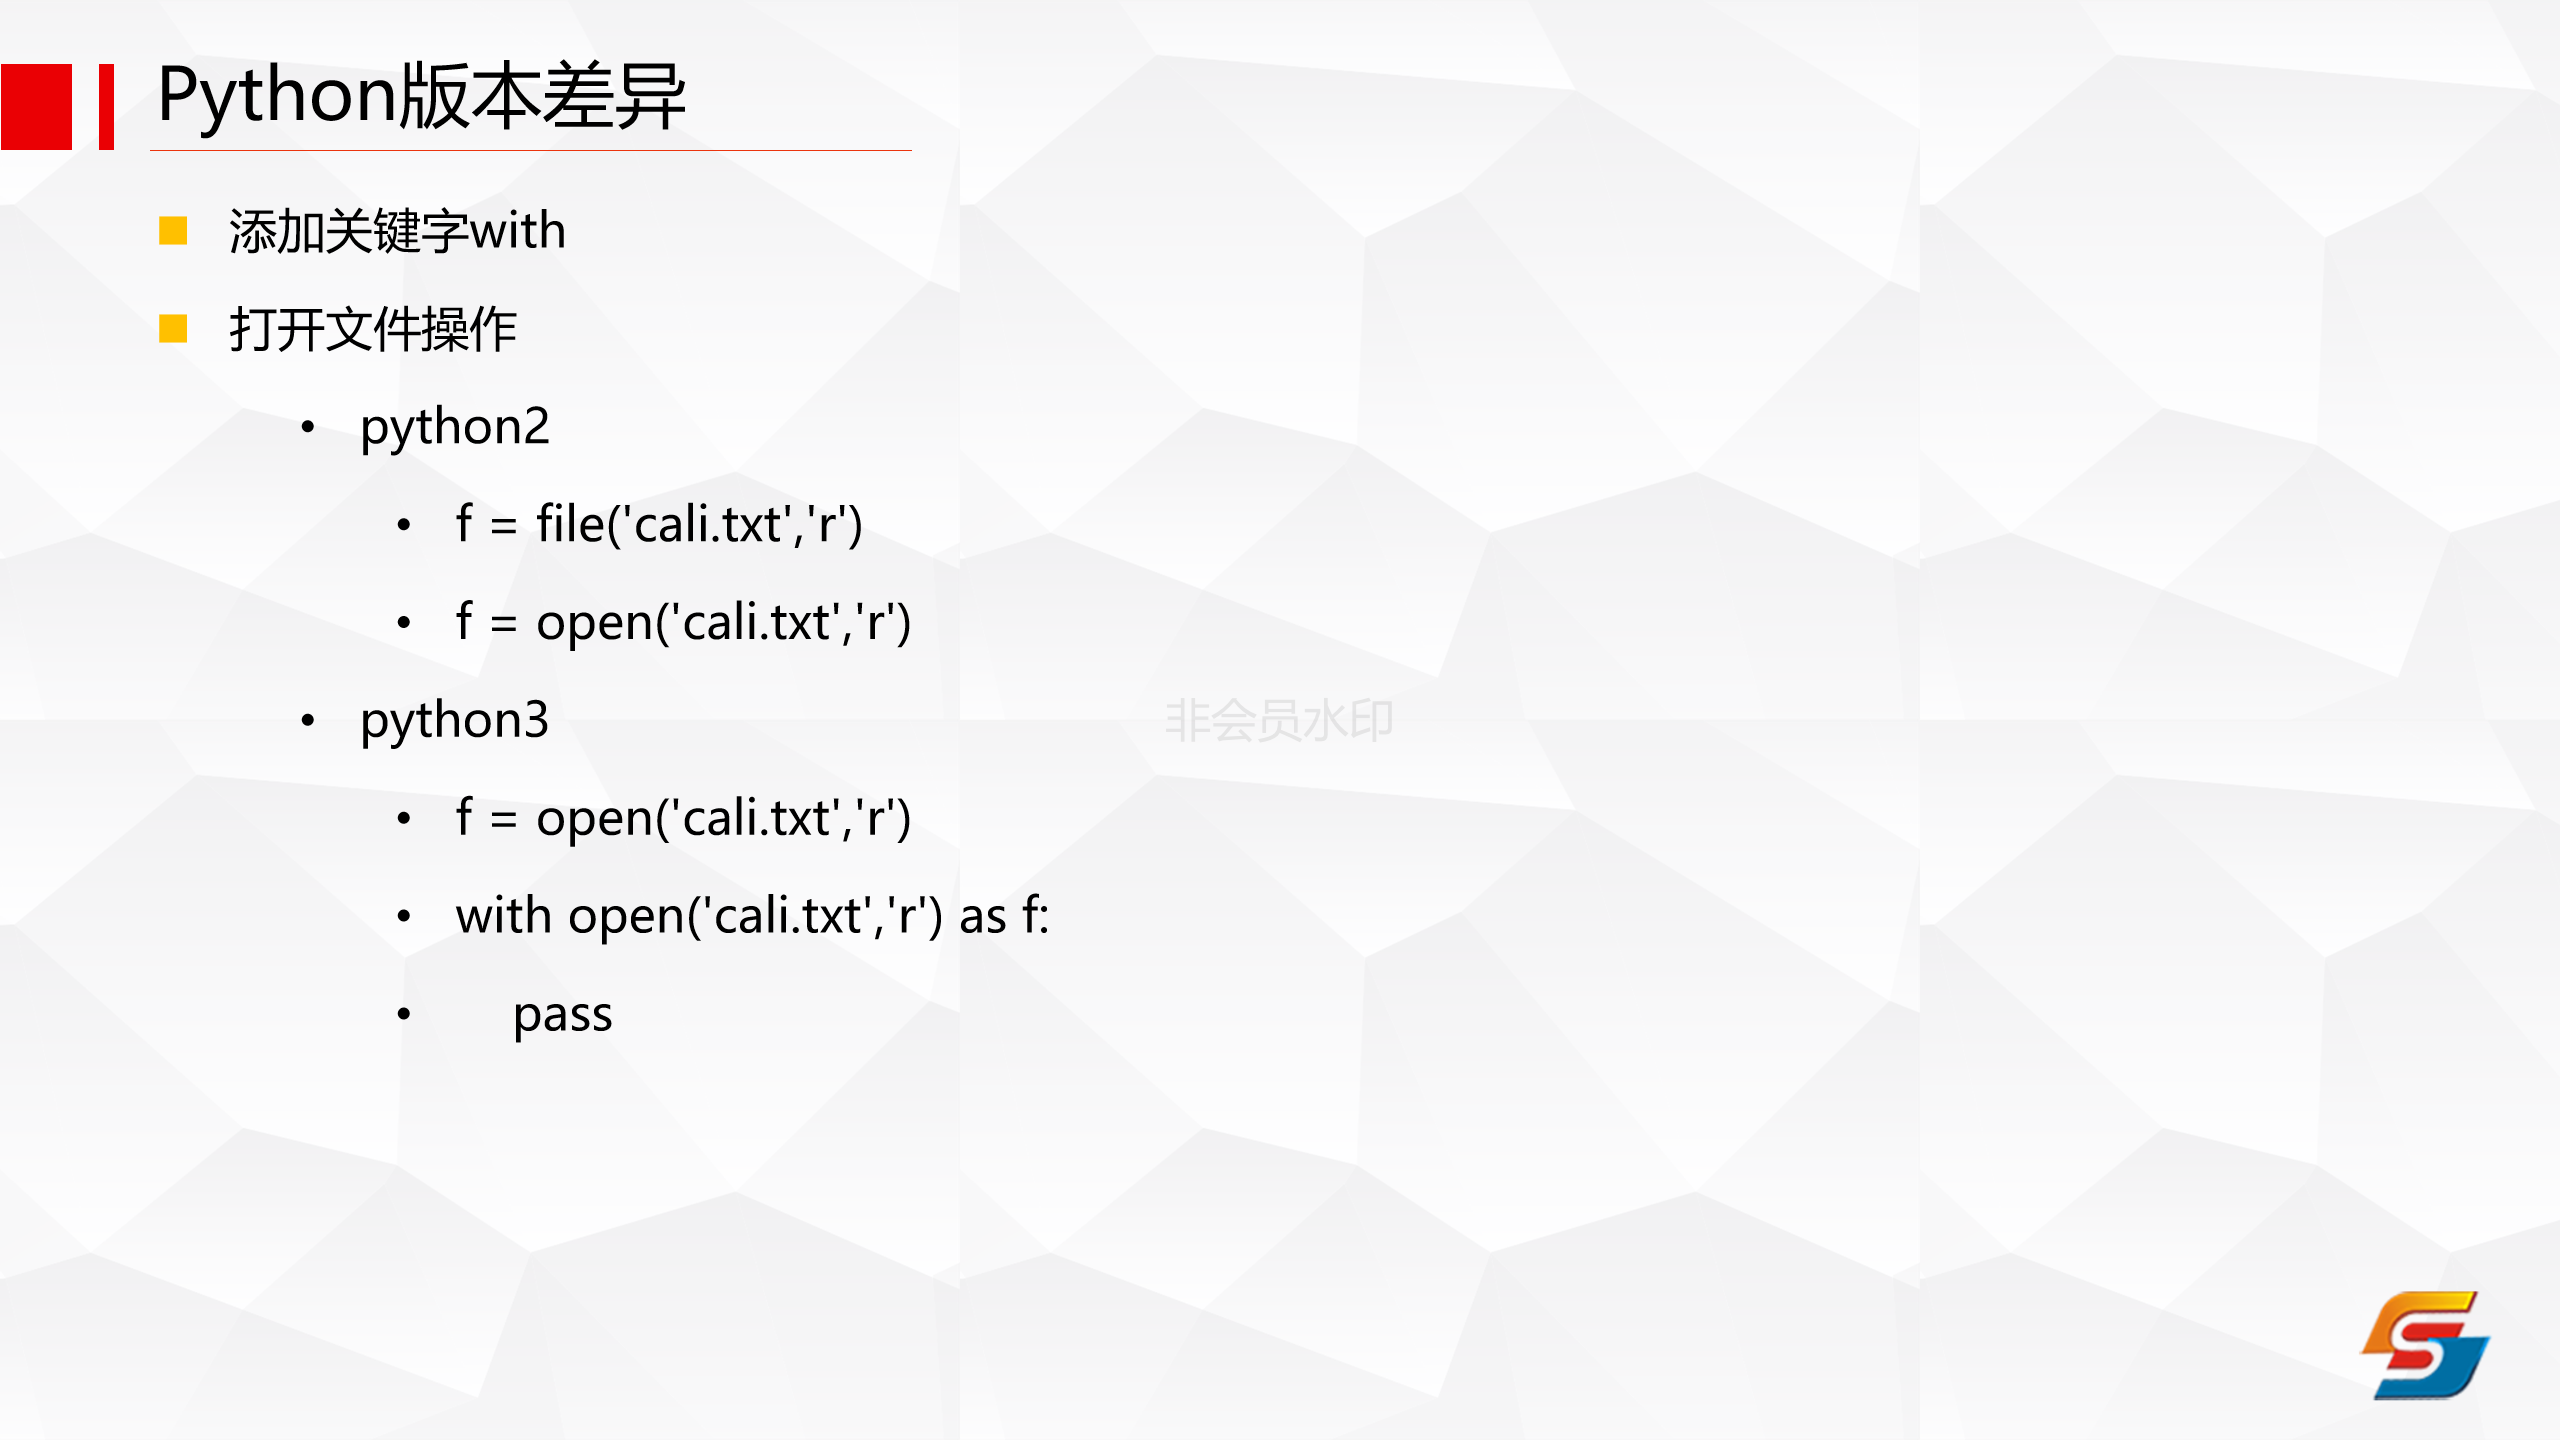 Python版本差异
添加关键字with
打开文件操作
• python2
• f = file('cali.txt','r')
• f = open('cali.txt','r')
• python3
非会员水印
• f = open('cali.txt','r')
• with open('cali.txt','r') as f:
• pass